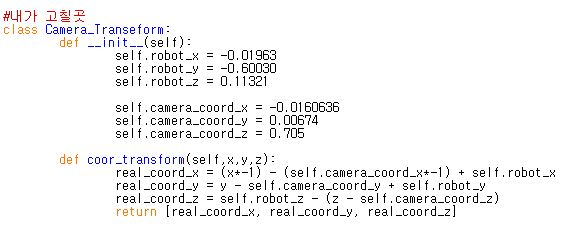 #내가 고칠곳
class Camera_Transeform:
def __init__(self):
self.robot_x = -0.01963
self.robot_y = -0.60030
self.robot_z = 0.11321
self.camera_coord_x = -0.0160636
self.camera_coord_y = 0.00674
self.camera_coord_z = 0.705
def coor_transform(self,x,y,z):
real_coord_x = (x*-1) - (self.camera_coord_x*-1) + self.robot_x
real_coord_y = y - self.camera_coord_y + self.robot_y
real_coord_z = self.robot_z - (z - self.camera_coord_z)
return [real_coord_x, real_coord_y, real_coord_z]